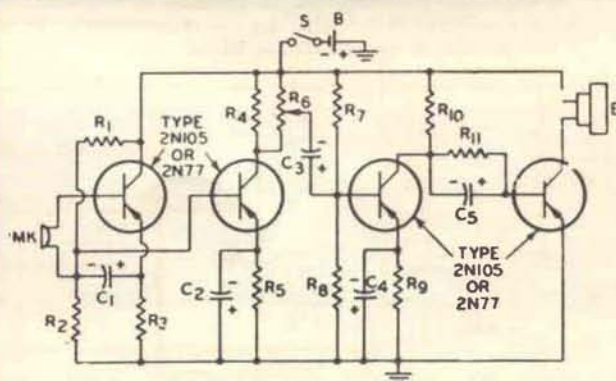 S B
- +
R4 R6 R7 R10
R1
TYPE
2N105
OR
2N77
R11
E
C3
-
+
- +
C5
MK
- +
C1
TYPE
2N105
OR
2N77
C2
-
+
R5
R8
C4
-
+
R9
R2
R3